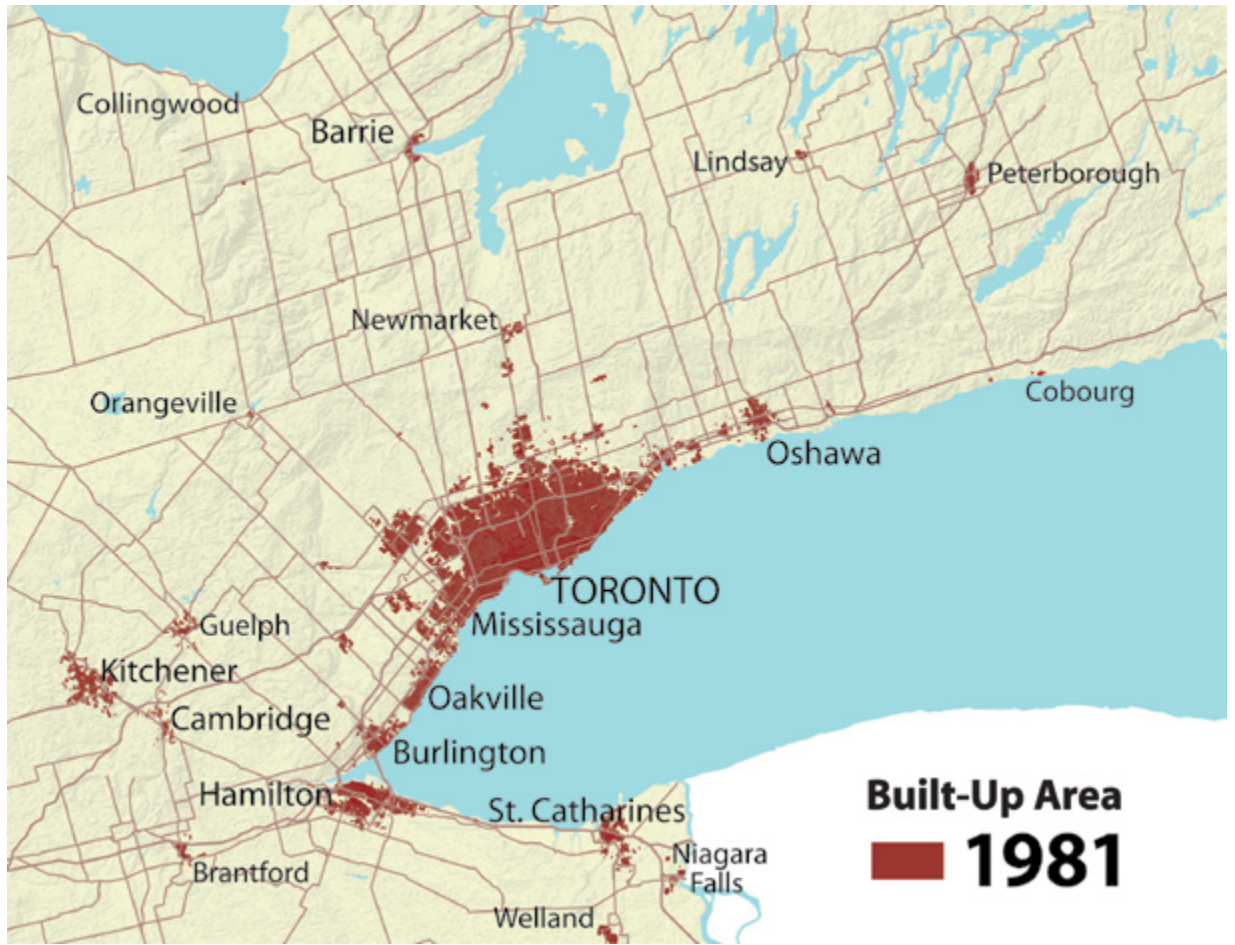 Collingwood
Barrie
Lindsay
Peterborough
Newmarket
Orangeville
Cobourg
Oshawa
TORONTO
Mississauga
Guelph
Kitchener
Oakville
Cambridge
Burlington
Hamilton
St. Catharines
Niagara
Falls
Brantford
Welland
Built-Up Area
1981